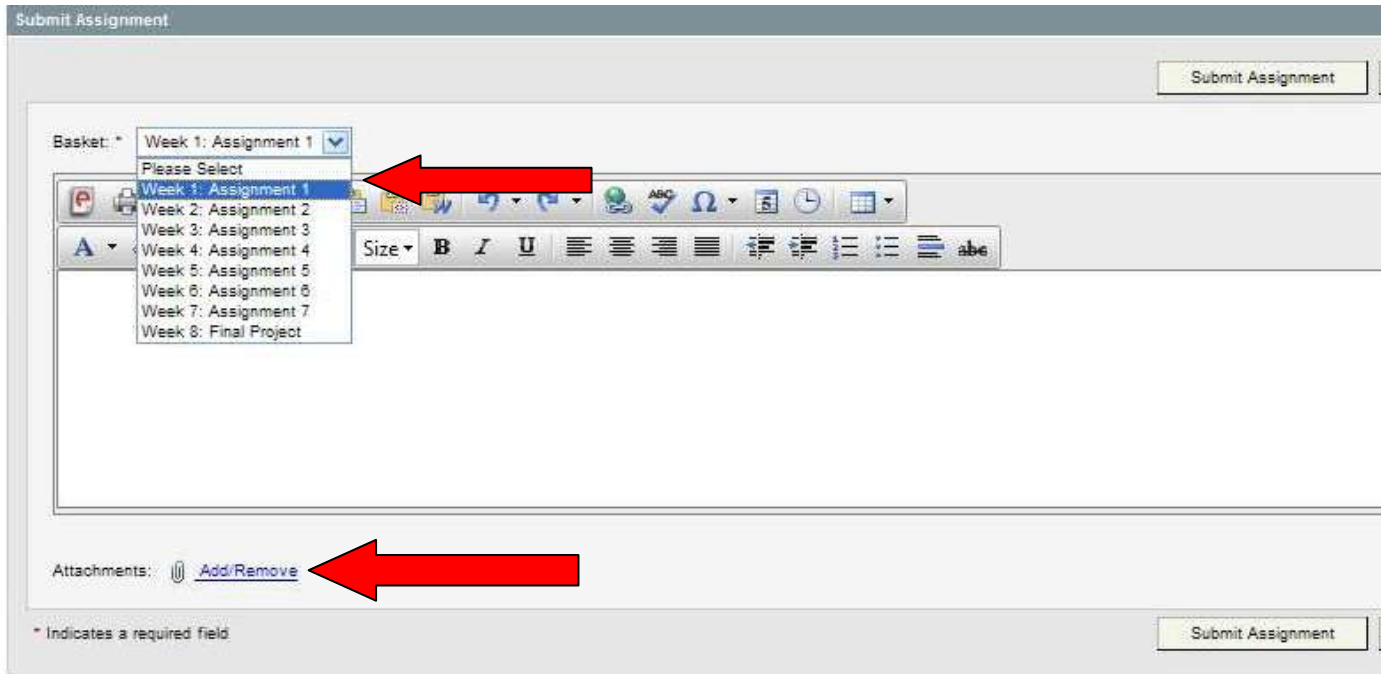 Submit Assignment
Submit Assignment
Basket: * Week 1: Assignment 1
Please Select
Week 1: Assignment 1
Week 2: Assignment 2
Week 3: Assignment 3
Week 4: Assignment 4
Week 5: Assignment 5
Week 6: Assignment 6
Week 7: Assignment 7
Week 8: Final Project
ABC Ω 5
A Size B I U abc
Attachments: Add/Remove
* Indicates a required field
Submit Assignment